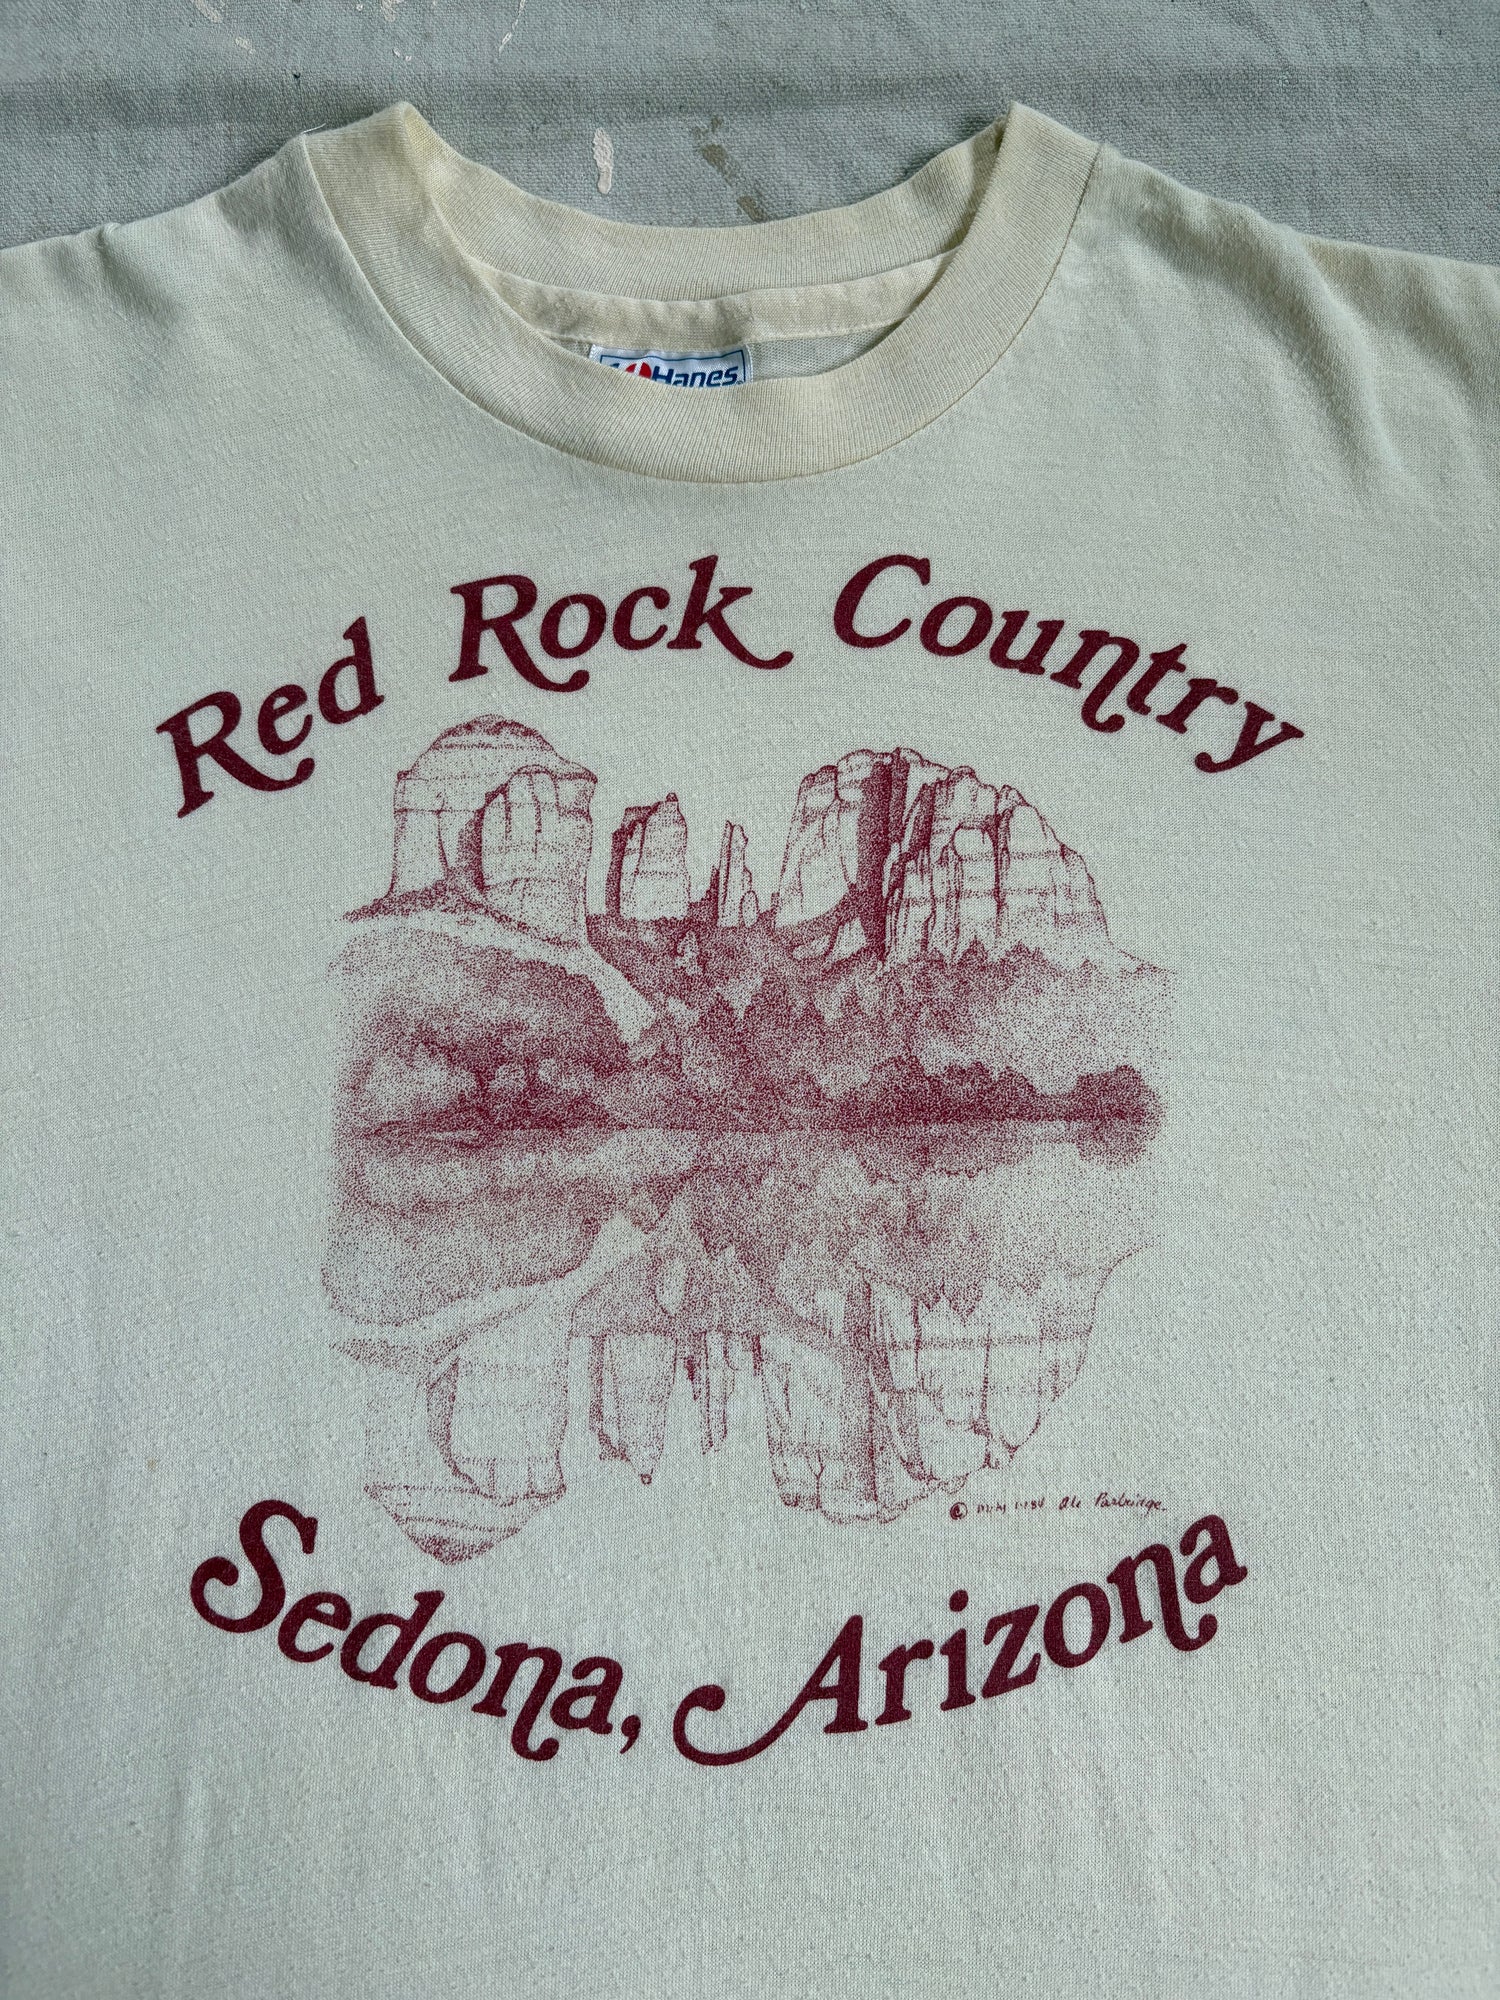 Hanes
Red Rock Country
©
Sedona, Arizona